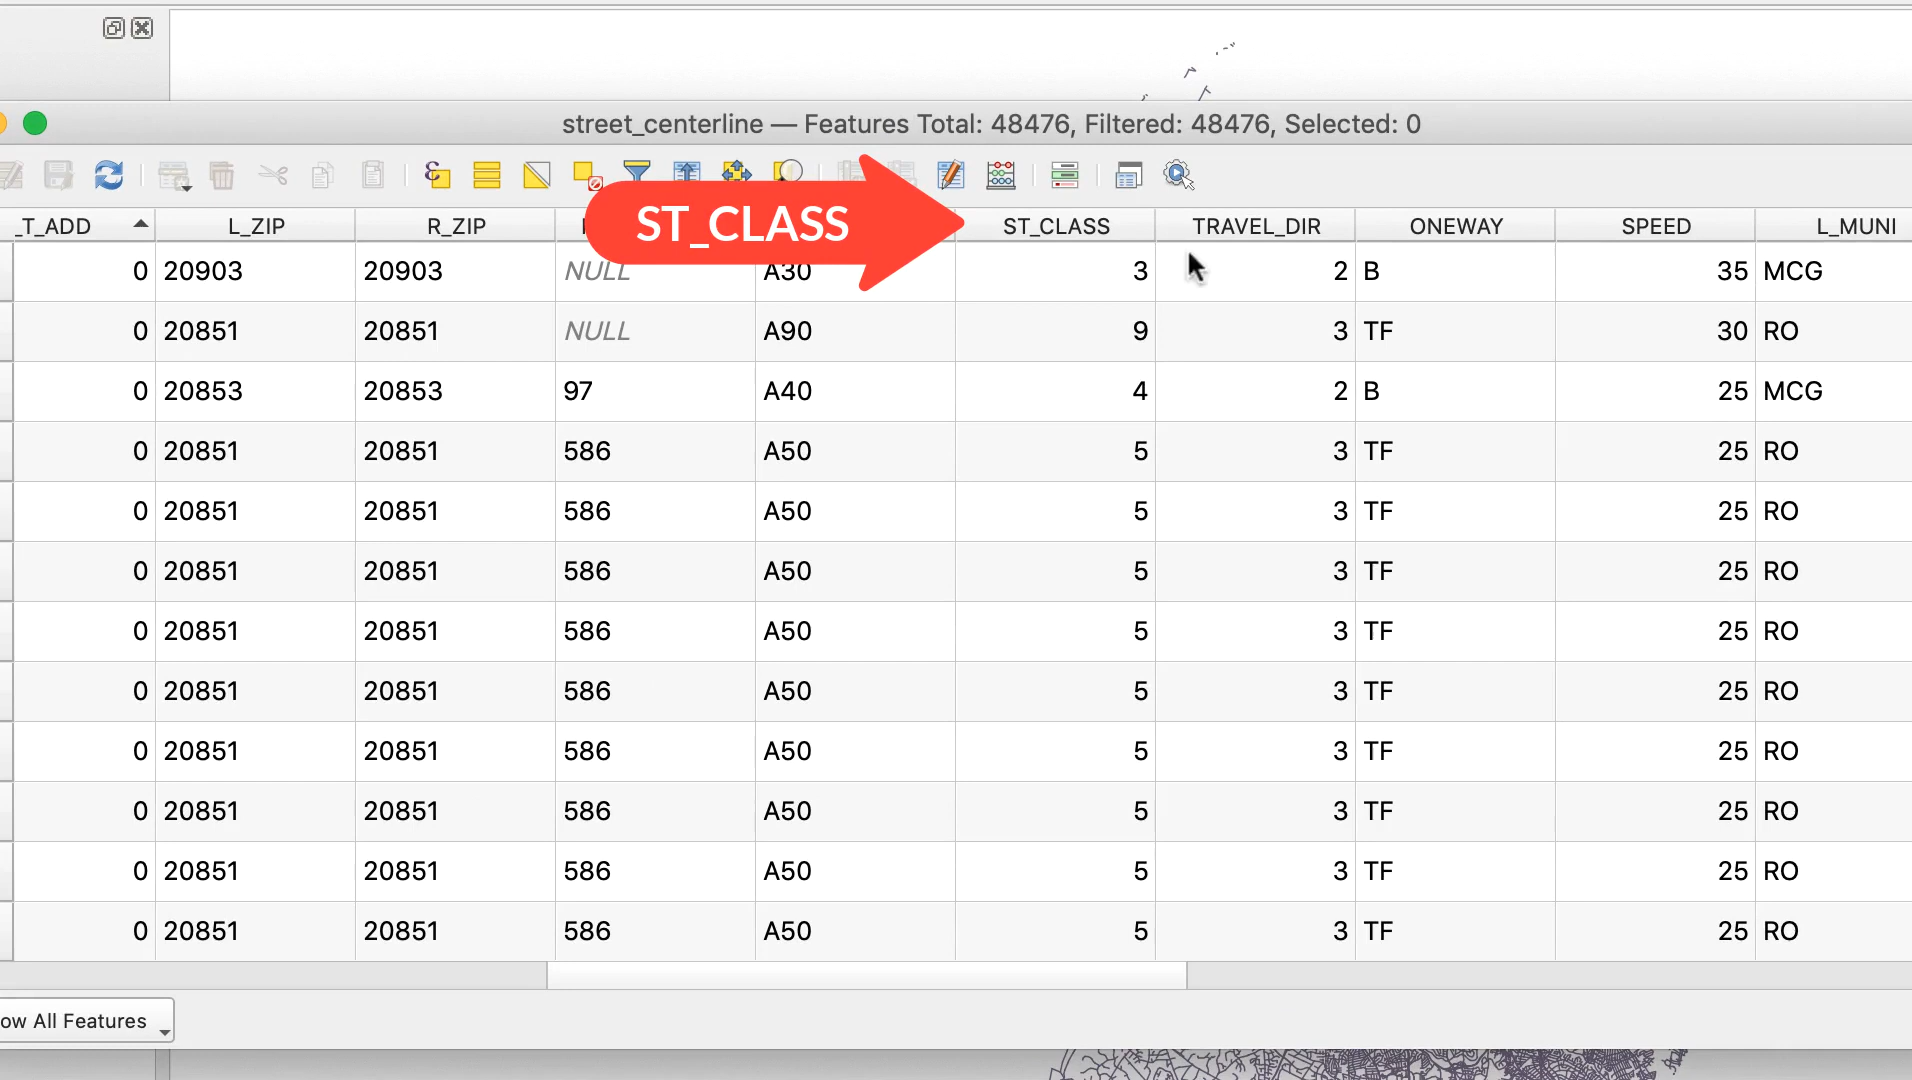 street_centerline — Features Total: 48476, Filtered: 48476, Selected: 0
_T_ADD L_ZIP R_ZIP ST_CLASS ST_CLASS TRAVEL_DIR ONEWAY SPEED L_MUNI
0 20903 20903 NULL A30 3 2 B 35 MCG
0 20851 20851 NULL A90 9 3 TF 30 RO
0 20853 20853 97 A40 4 2 B 25 MCG
0 20851 20851 586 A50 5 3 TF 25 RO
0 20851 20851 586 A50 5 3 TF 25 RO
0 20851 20851 586 A50 5 3 TF 25 RO
0 20851 20851 586 A50 5 3 TF 25 RO
0 20851 20851 586 A50 5 3 TF 25 RO
0 20851 20851 586 A50 5 3 TF 25 RO
0 20851 20851 586 A50 5 3 TF 25 RO
0 20851 20851 586 A50 5 3 TF 25 RO
0 20851 20851 586 A50 5 3 TF 25 RO
ow All Features